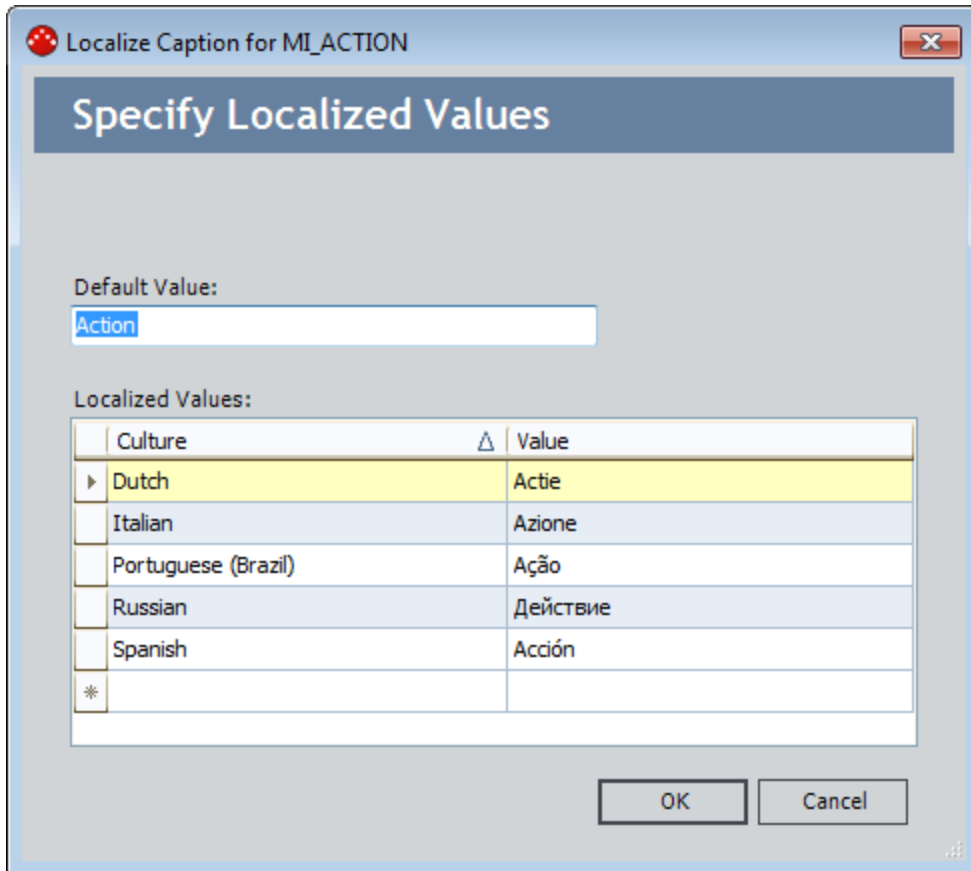 Localize Caption for MI_ACTION
Specify Localized Values
Default Value:
Action
Localized Values:
Culture Value
Dutch Actie
Italian Azione
Portuguese (Brazil) Ação
Russian Действие
Spanish Acción
OK Cancel